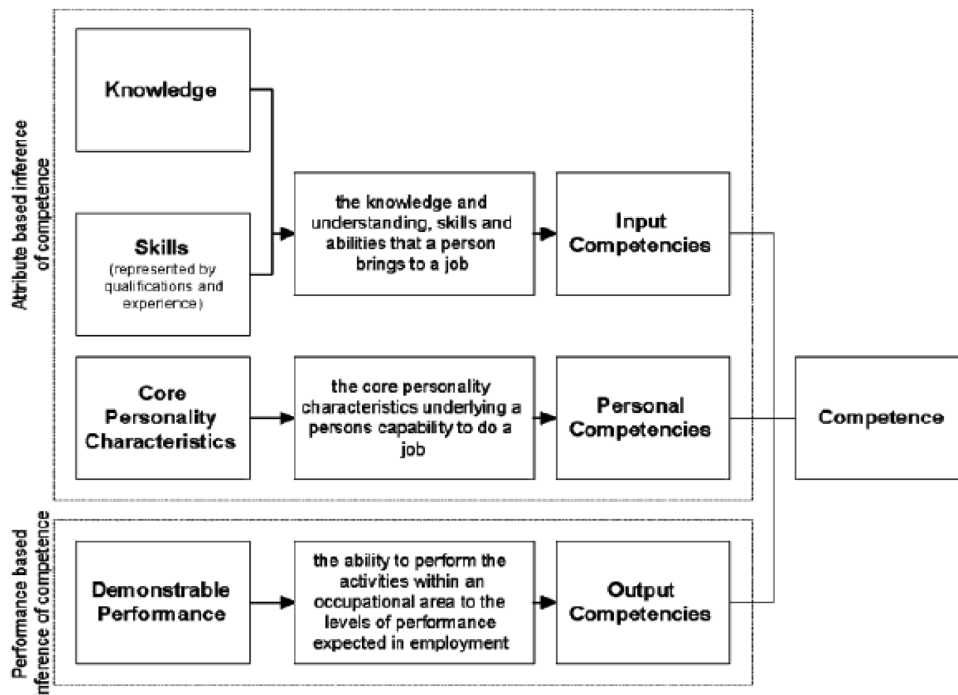 Attribute based inference
of competence
Knowledge
Skills
(represented by
qualifications and
experience)
the knowledge and
understanding, skills and
abilities that a person
brings to a job
Input
Competencies
Core
Personality
Characteristics
the core personality
characteristics underlying a
persons capability to do a
job
Personal
Competencies
Competence
Performance based
inference of competence
Demonstrable
Performance
the ability to perform the
activities within an
occupational area to the
levels of performance
expected in employment
Output
Competencies